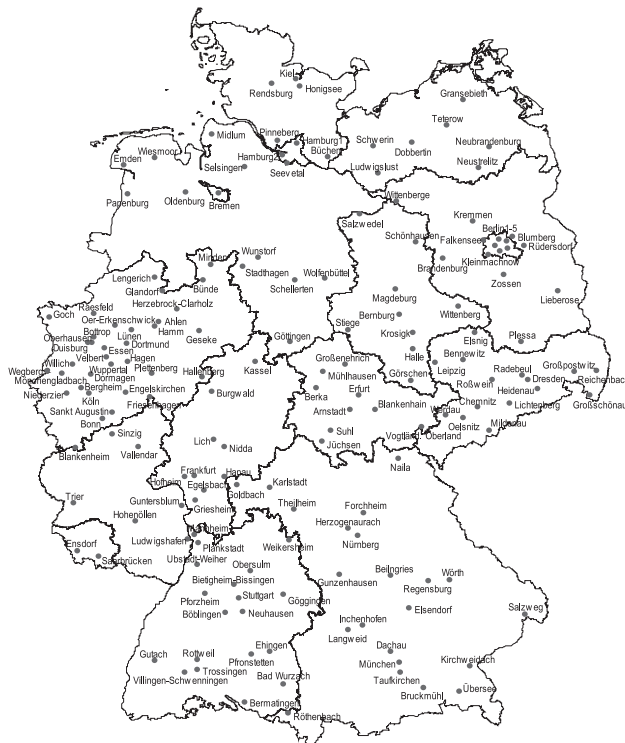 Kiel
Rendsburg
Honigsee
Gransebieth
Teterow
Midlum
Pinneberg
Hamburg1
Schwerin
Dobbertin
Neubrandenburg
Wiesmoor
Emden
Hamburg2
Büchen
Selsingen
Seevetal
Ludwigslust
Neustrelitz
Papenburg
Oldenburg
Bremen
Wittenberge
Salzwedel
Kremmen
Schönhausen
Falkensee
Berlin1-5
Blumberg
Rüdersdorf
Wunstorf
Minden
Stadthagen
Wolfenbüttel
Brandenburg
Kleinmachnow
Zossen
Lengerich
Glandorf
Bünde
Schellerten
Magdeburg
Lieberose
Goch
Raesfeld
Herzebrock-Clarholz
Bernburg
Wittenberg
Oer-Erkenschwick
Ahlen
Bottrop
Lünen
Hamm
Geseke
Göttingen
Stiege
Krosigk
Elsnig
Plessa
Oberhausen
Duisburg
Dortmund
Essen
Halle
Bennewitz
Velbert
Hagen
Willich
Wuppertal
Plettenberg
Kassel
Großenehrich
Leipzig
Radebeul
Großpostwitz
Wegberg
Mönchengladbach
Dormagen
Hallenberg
Mühlhausen
Görschen
Roßwein
Dresden
Reichenbach
Bergheim
Engelskirchen
Burgwald
Berka
Erfurt
Heidenau
Niederzier
Köln
Friesenhagen
Arnstadt
Blankenhain
Werdau
Chemnitz
Lichtenberg
Großschönau
Sankt Augustin
Bonn
Oelsnitz
Mildenau
Sinzig
Lich
Suhl
Vogtländ. Oberland
Blankenheim
Vallendar
Nidda
Jüchsen
Naila
Frankfurt
Hanau
Hofheim
Egelsbach
Goldbach
Karlstadt
Trier
Guntersblum
Griesheim
Theilheim
Forchheim
Hohenöllen
Herzogenaurach
Mannheim
Ensdorf
Ludwigshafen
Plankstadt
Weikersheim
Nürnberg
Saarbrücken
Ubstadt-Weiher
Obersulm
Gunzenhausen
Beilngries
Wörth
Bietigheim-Bissingen
Regensburg
Pforzheim
Stuttgart
Göggingen
Elsendorf
Salzweg
Böblingen
Neuhausen
Inchenhofen
Langweid
Ehingen
Dachau
Gutach
Rottweil
Pfronstetten
München
Kirchweidach
Trossingen
Villingen-Schwenningen
Bad Wurzach
Taufkirchen
Bruckmühl
Übersee
Bermatingen
Röthenbach